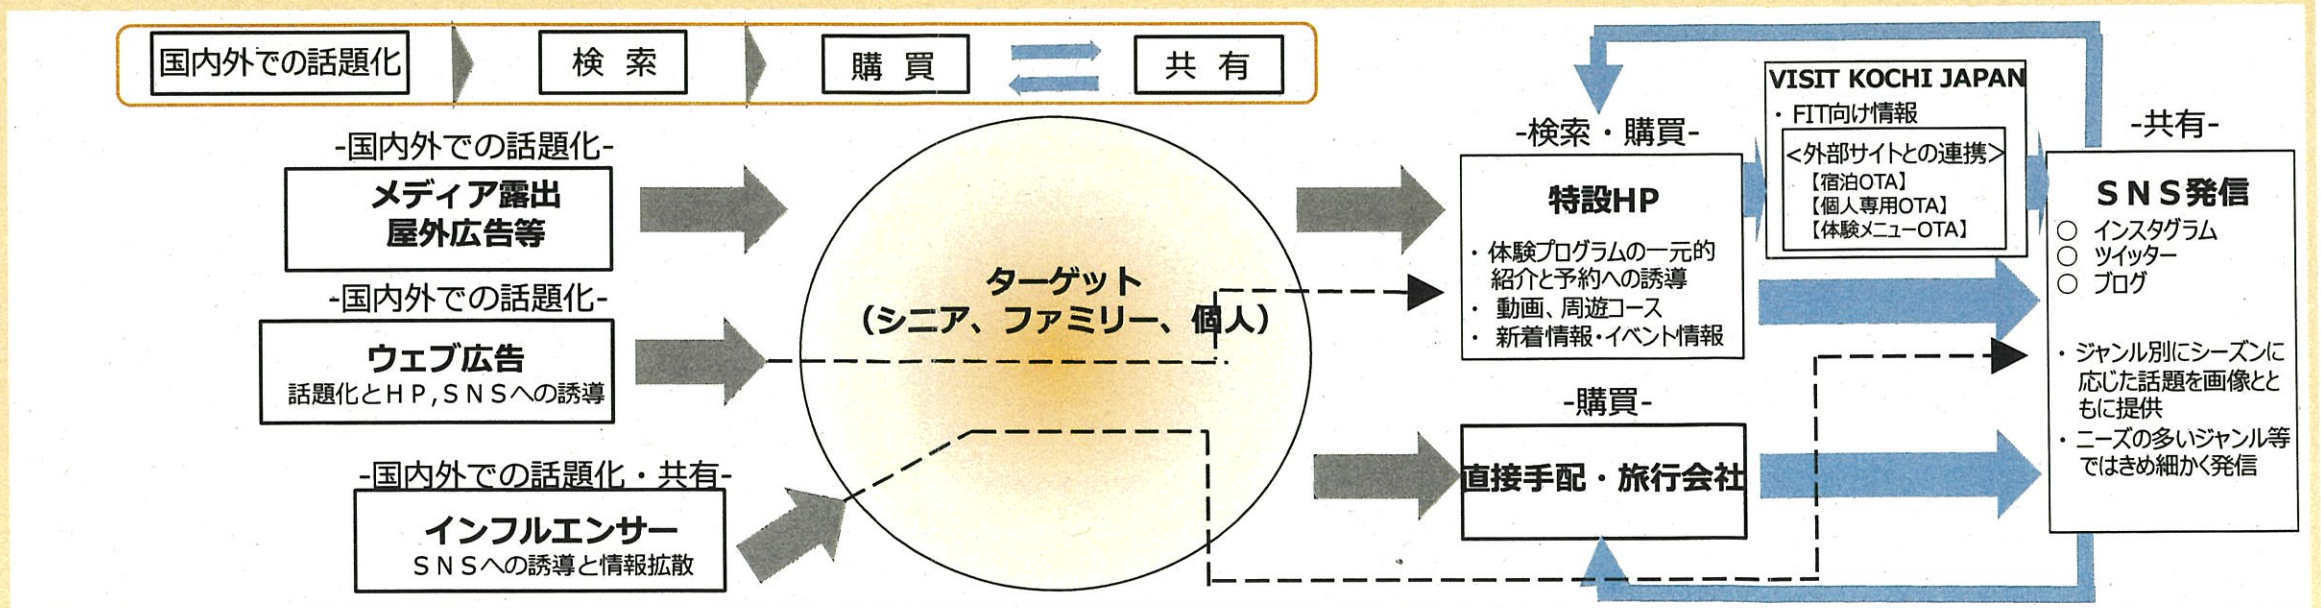 国内外での話題化
検 索
購 買
共 有
-国内外での話題化-
メディア露出
屋外広告等
-国内外での話題化-
ウェブ広告
話題化とHP,SNSへの誘導
-国内外での話題化・共有-
インフルエンサー
SNSへの誘導と情報拡散
ターゲット
(シニア、ファミリー、個人)
-検索・購買-
特設HP
・体験プログラムの一元的
紹介と予約への誘導
・ 動画、周遊コース
・ 新着情報・イベント情報
-購買-
直接手配・旅行会社
VISIT KOCHI JAPAN
・ FIT向け情報
<外部サイトとの連携>
【宿泊OTA】
【個人専用OTA】
【体験メニューOTA】
-共有-
SNS発信
○ インスタグラム
○ ツイッター
○ ブログ
・ ジャンル別にシーズンに
応じた話題を画像とと
もに提供
・ ニーズの多いジャンル等
ではきめ細かく発信